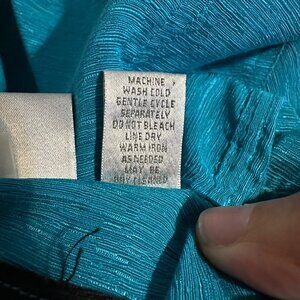 MACHINE
WASH COLD
GENTLE CYCLE
SEPARATELY
DO NOT BLEACH
LINE DRY
WARM IRON
AS NEEDED
MAY BE
DRY CLEANED